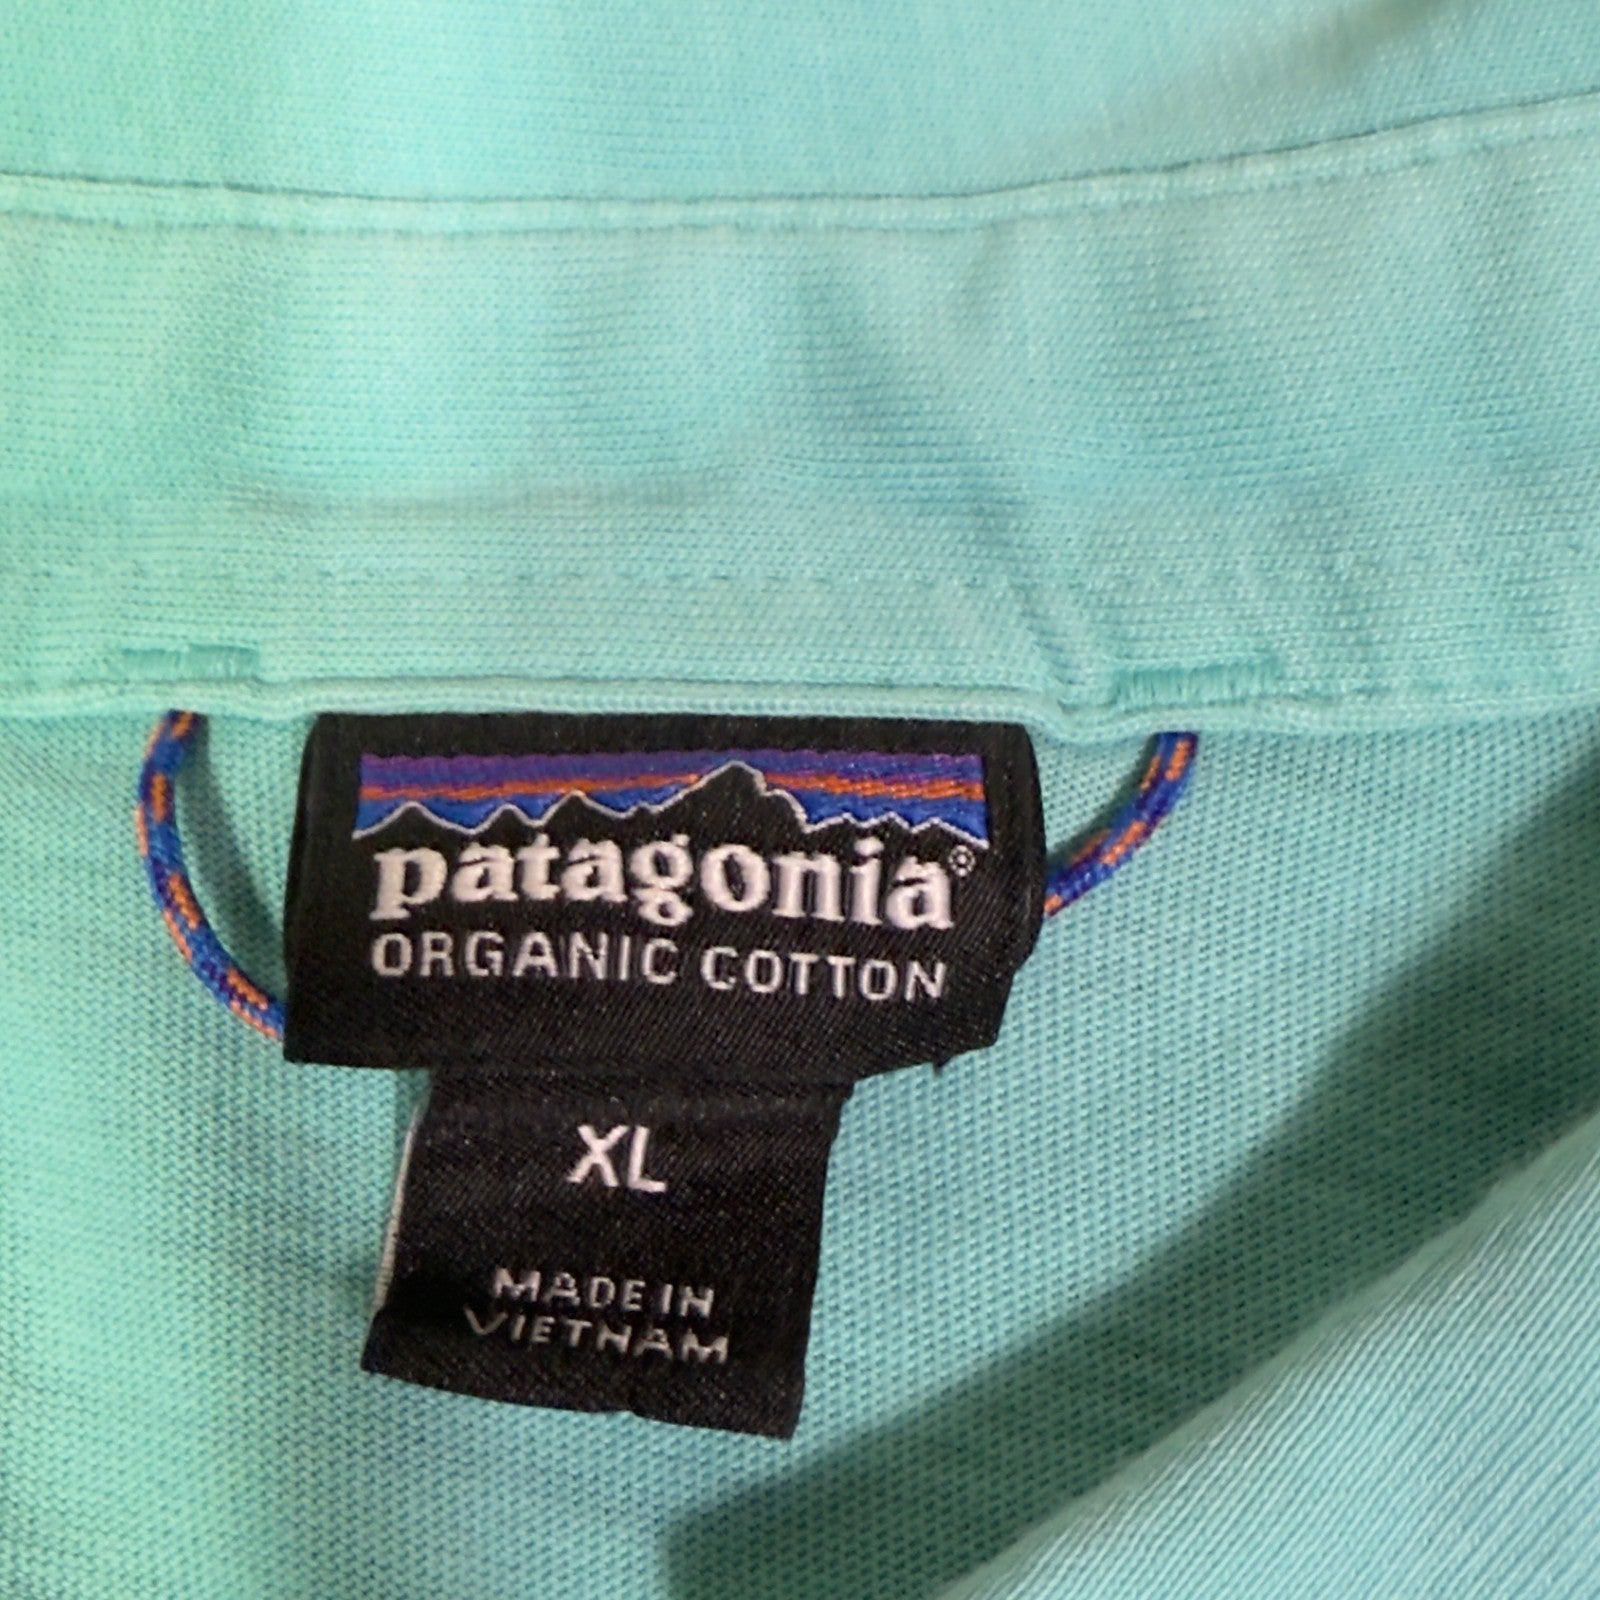 patagonia®
ORGANIC COTTON
XL
MADE IN
VIETNAM